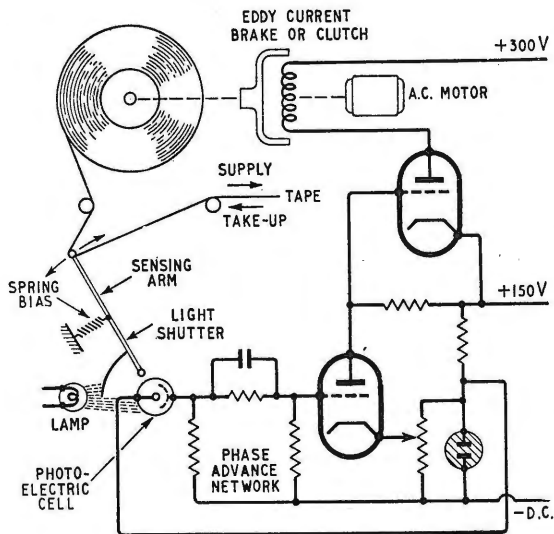 EDDY CURRENT
BRAKE OR CLUTCH
+300V
A.C. MOTOR
SUPPLY
TAPE
TAKE-UP
SENSING
ARM
SPRING
BIAS
LIGHT
SHUTTER
+150V
LAMP
PHOTO-
ELECTRIC
CELL
PHASE
ADVANCE
NETWORK
-D.C.